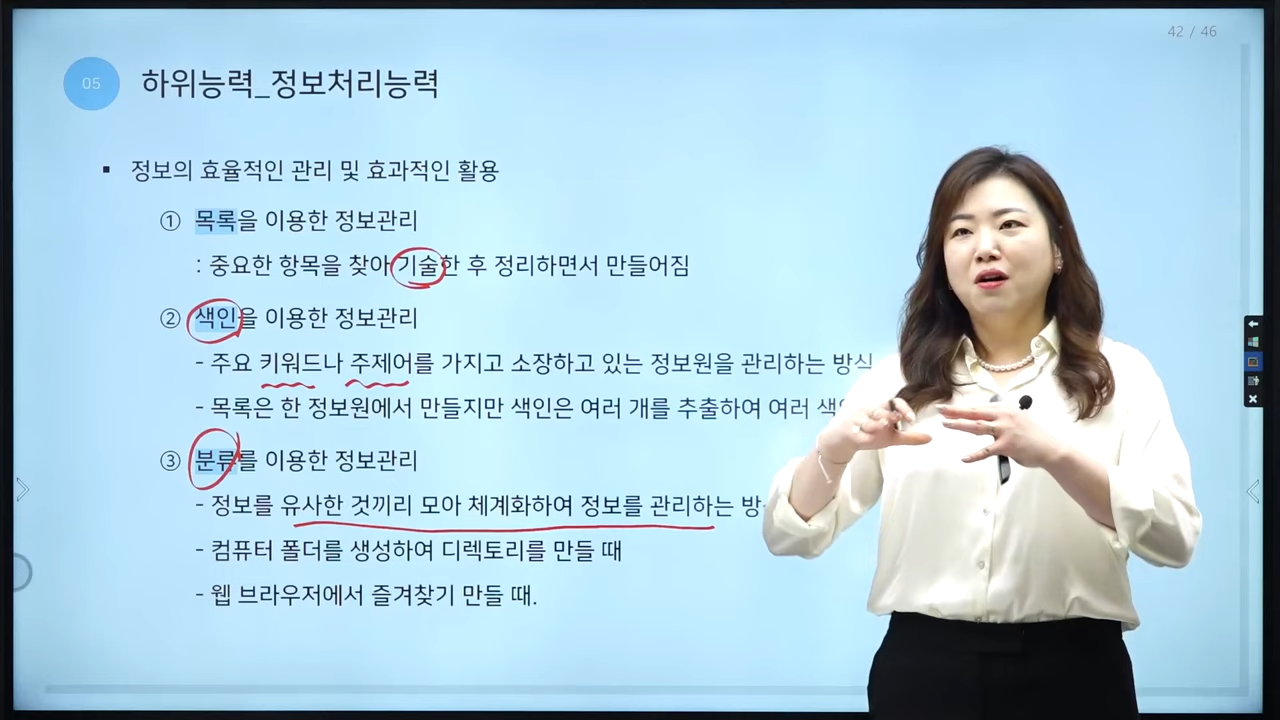 42 / 46
05 하위능력_정보처리능력
▪ 정보의 효율적인 관리 및 효과적인 활용
① 목록을 이용한 정보관리
: 중요한 항목을 찾아 기술한 후 정리하면서 만들어짐
② 색인을 이용한 정보관리
- 주요 키워드나 주제어를 가지고 소장하고 있는 정보원을 관리하는 방식
- 목록은 한 정보원에서 만들지만 색인은 여러 개를 추출하여 여러
③ 분류를 이용한 정보관리
- 정보를 유사한 것끼리 모아 체계화하여 정보를 관리하는
- 컴퓨터 폴더를 생성하여 디렉토리를 만들 때
- 웹 브라우저에서 즐겨찾기 만들 때.